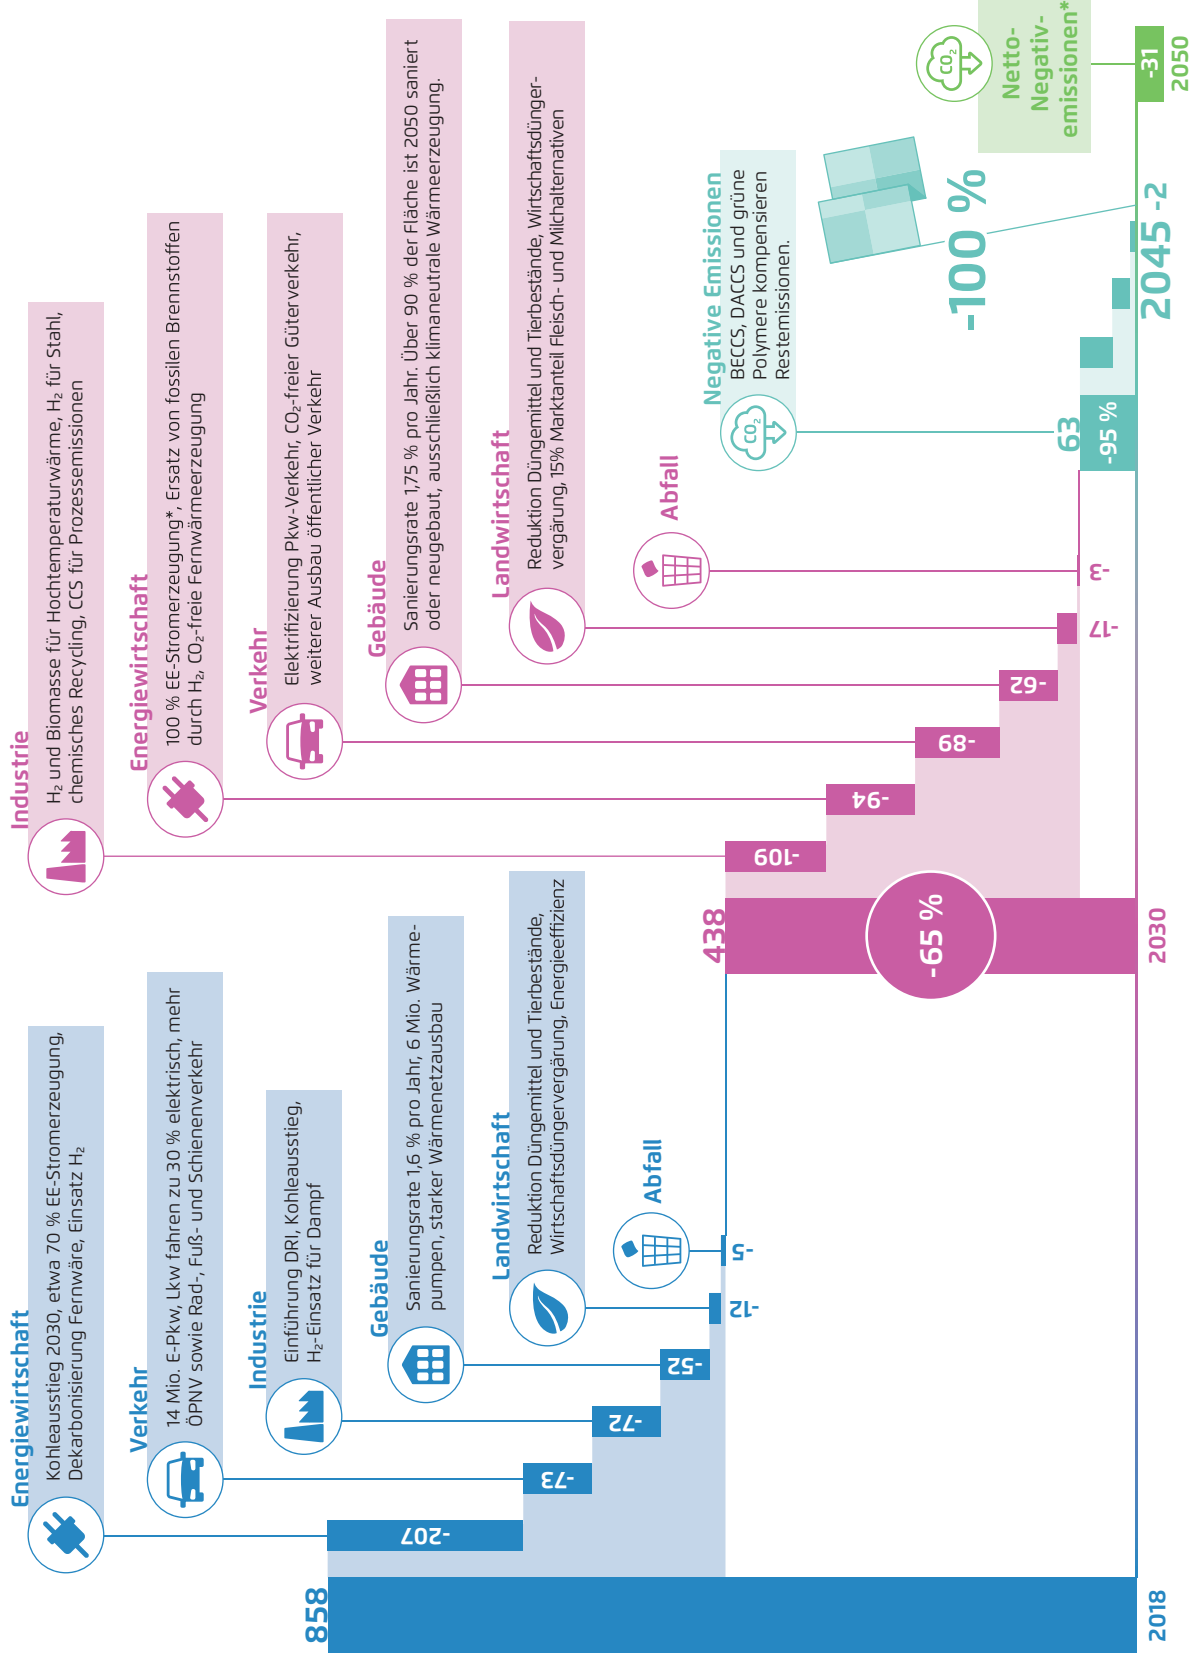 Energiewirtschaft
Kohleausstieg 2030, etwa 70 % EE-Stromerzeugung,
Dekarbonisierung Fernwäre, Einsatz H₂
Verkehr
14 Mio. E-Pkw, Lkw fahren zu 30 % elektrisch, mehr
ÖPNV sowie Rad-, Fuß- und Schienenverkehr
Industrie
Einführung DRI, Kohleausstieg,
H₂-Einsatz für Dampf
Gebäude
Sanierungsrate 1,6 % pro Jahr, 6 Mio. Wärme-
pumpen, starker Wärmenetzausbau
Landwirtschaft
Reduktion Düngemittel und Tierbestände,
Wirtschaftsdüngervergärung, Energieeffizienz
Abfall
858
-207
-73
-72
-52
-12
-5
2018
Industrie
H₂ und Biomasse für Hochtemperaturwärme, H₂ für Stahl,
chemisches Recycling, CCS für Prozessemissionen
Energiewirtschaft
100 % EE-Stromerzeugung*, Ersatz von fossilen Brennstoffen
durch H₂, CO₂-freie Fernwärmeerzeugung
Verkehr
Elektrifizierung Pkw-Verkehr, CO₂-freier Güterverkehr,
weiterer Ausbau öffentlicher Verkehr
Gebäude
Sanierungsrate 1,75 % pro Jahr. Über 90 % der Fläche ist 2050 saniert
oder neugebaut, ausschließlich klimaneutrale Wärmeerzeugung.
Landwirtschaft
Reduktion Düngemittel und Tierbestände, Wirtschaftsdünger-
vergärung, 15% Marktanteil Fleisch- und Milchalternativen
Abfall
438
-65 %
-109
-94
-89
-62
-17
-3
2030
Negative Emissionen
BECCS, DACCS und grüne
Polymere kompensieren
Restemissionen.
CO₂
63
-95 %
-100 %
2045 -2
CO₂
Netto-
Negativ-
emissionen*
-31
2050